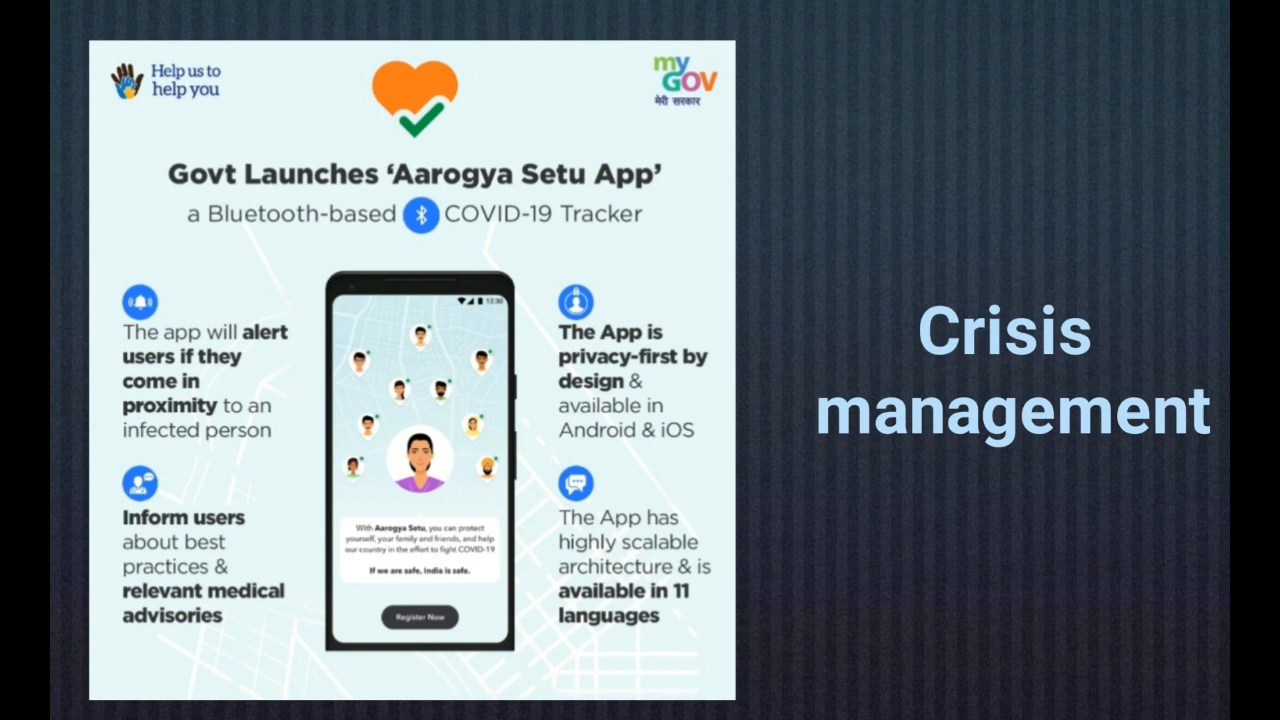 Help us to
help you
my
GOV
मेरी सरकार
Govt Launches ‘Aarogya Setu App’
a Bluetooth-based COVID-19 Tracker
The app will alert
users if they
come in
proximity to an
infected person
Inform users
about best
practices &
relevant medical
advisories
12:30
With Aarogya Setu, you can protect
yourself, your family and friends, and help
our country in the effort to fight COVID-19
If we are safe, India is safe.
Register Now
The App is
privacy-first by
design &
available in
Android & iOS
The App has
highly scalable
architecture & is
available in 11
languages
Crisis
management